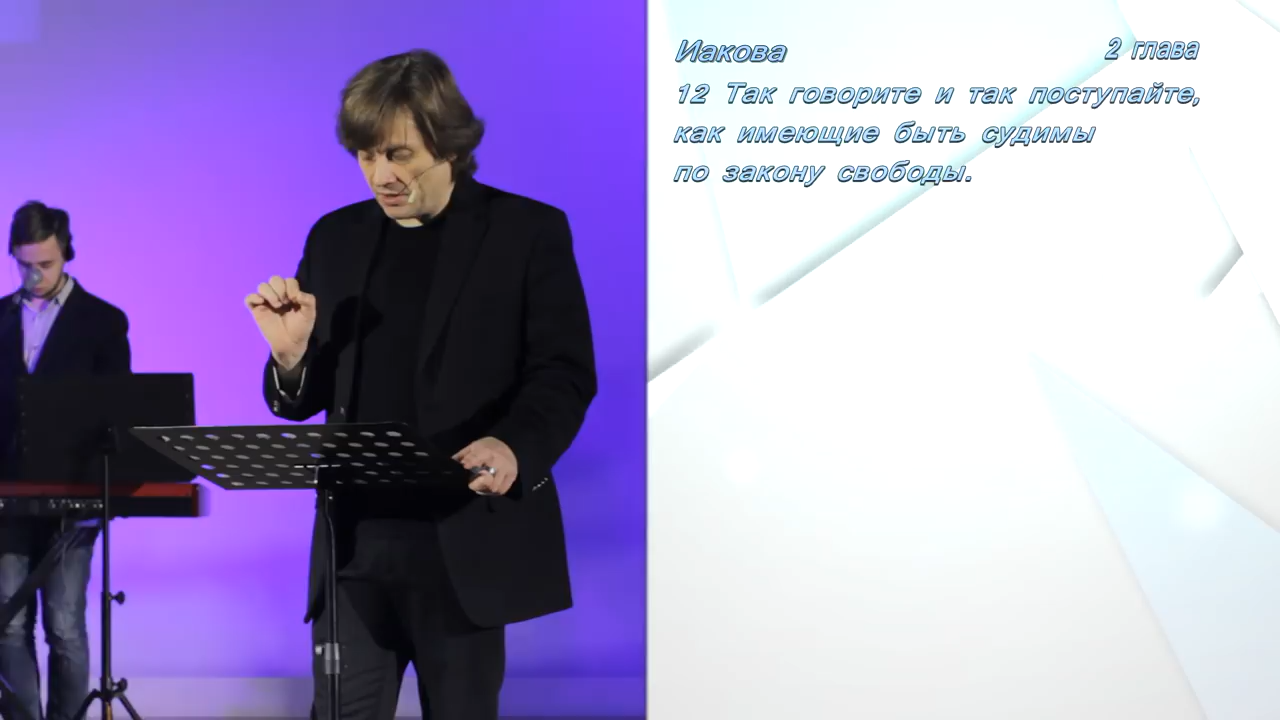 Иакова 2 глава
12 Так говорите и так поступайте,
как имеющие быть судимы
по закону свободы.